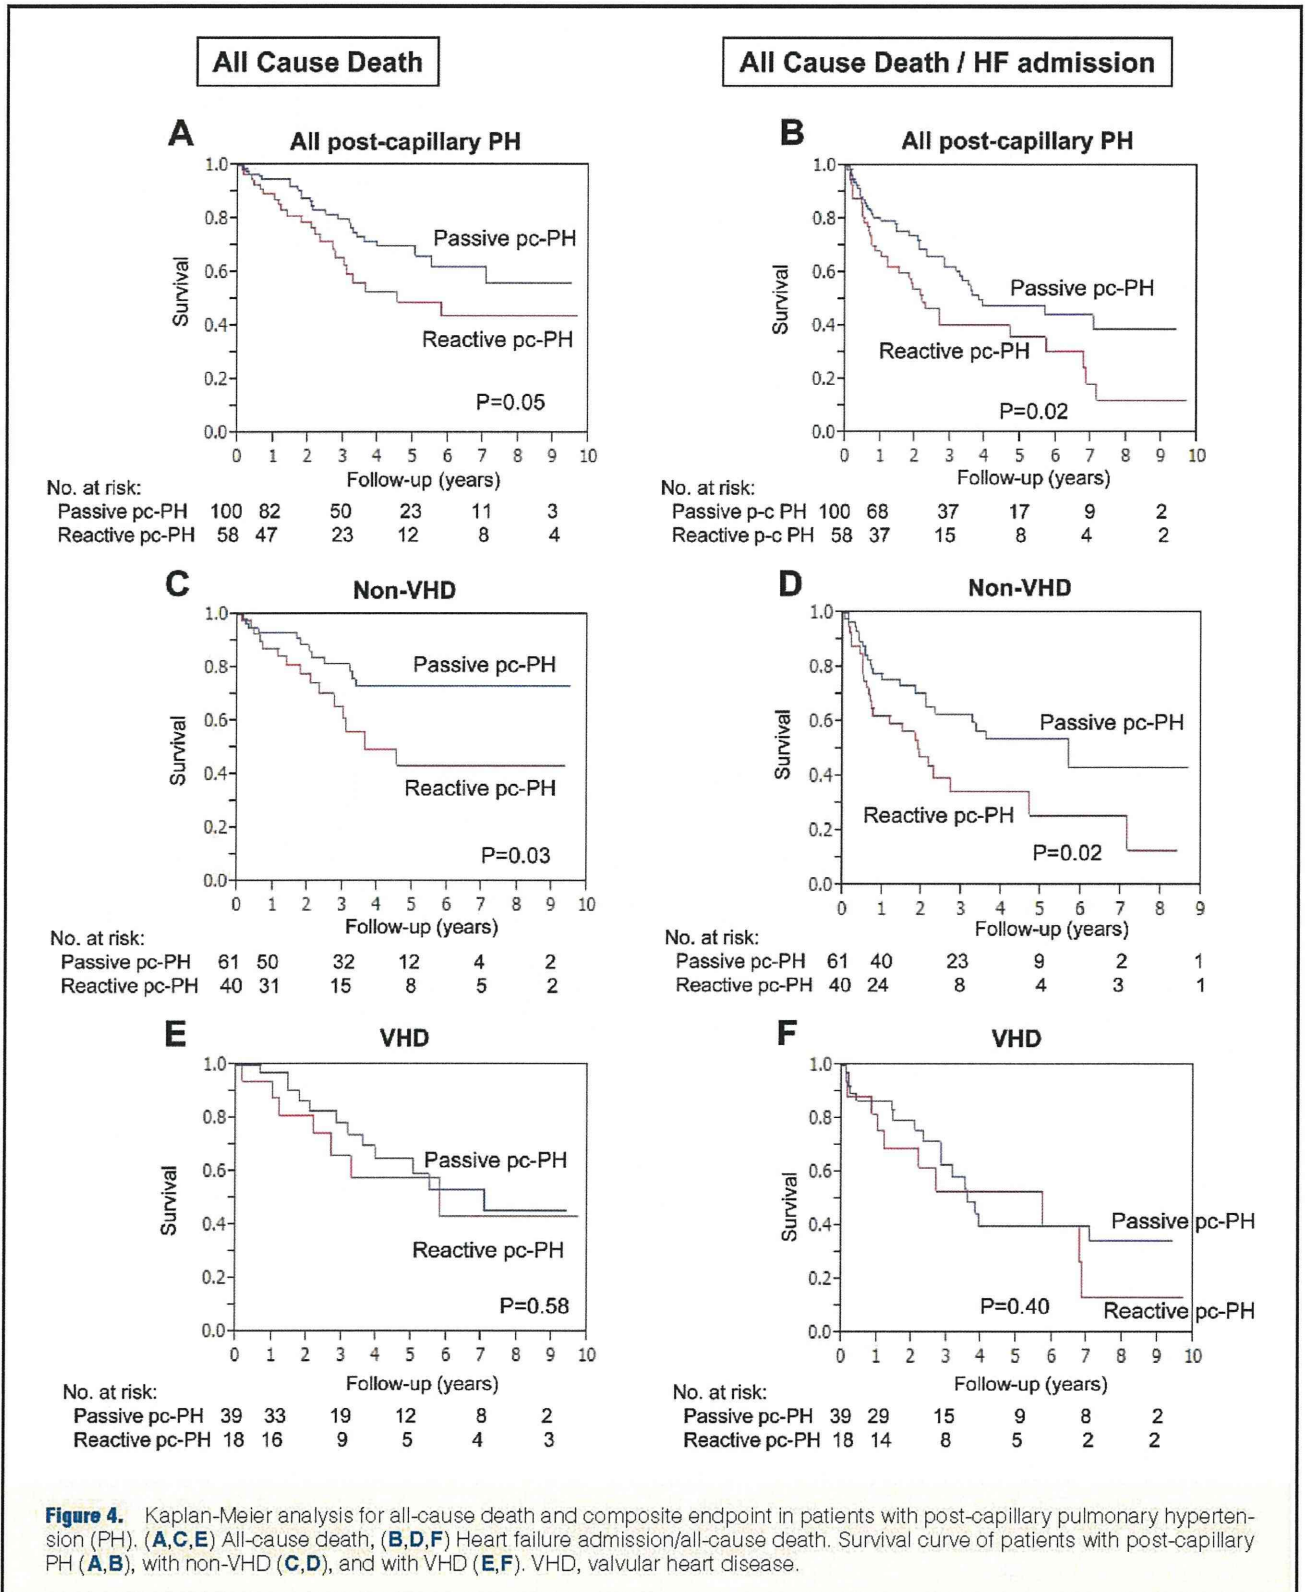 All Cause Death
All Cause Death / HF admission
A
All post-capillary PH
Survival
1.0
0.8
0.6
0.4
0.2
0.0
Passive pc-PH
Reactive pc-PH
P=0.05
0 1 2 3 4 5 6 7 8 9 10
Follow-up (years)
No. at risk:
Passive pc-PH 100 82 50 23 11 3
Reactive pc-PH 58 47 23 12 8 4
B
All post-capillary PH
Survival
1.0
0.8
0.6
0.4
0.2
0.0
Passive pc-PH
Reactive pc-PH
P=0.02
0 1 2 3 4 5 6 7 8 9 10
Follow-up (years)
No. at risk:
Passive p-c PH 100 68 37 17 9 2
Reactive p-c PH 58 37 15 8 4 2
C
Non-VHD
Survival
1.0
0.8
0.6
0.4
0.2
0.0
Passive pc-PH
Reactive pc-PH
P=0.03
0 1 2 3 4 5 6 7 8 9 10
Follow-up (years)
No. at risk:
Passive pc-PH 61 50 32 12 4 2
Reactive pc-PH 40 31 15 8 5 2
D
Non-VHD
Survival
1.0
0.8
0.6
0.4
0.2
0.0
Passive pc-PH
Reactive pc-PH
P=0.02
0 1 2 3 4 5 6 7 8 9
Follow-up (years)
No. at risk:
Passive pc-PH 61 40 23 9 2 1
Reactive pc-PH 40 24 8 4 3 1
E
VHD
Survival
1.0
0.8
0.6
0.4
0.2
0.0
Passive pc-PH
Reactive pc-PH
P=0.58
0 1 2 3 4 5 6 7 8 9 10
Follow-up (years)
No. at risk:
Passive pc-PH 39 33 19 12 8 2
Reactive pc-PH 18 16 9 5 4 3
F
VHD
Survival
1.0
0.8
0.6
0.4
0.2
0.0
Passive pc-PH
Reactive pc-PH
P=0.40
0 1 2 3 4 5 6 7 8 9 10
Follow-up (years)
No. at risk:
Passive pc-PH 39 29 15 9 8 2
Reactive pc-PH 18 14 8 5 2 2
Figure 4. Kaplan-Meier analysis for all-cause death and composite endpoint in patients with post-capillary pulmonary hyperten-
sion (PH). (A,C,E) All-cause death, (B,D,F) Heart failure admission/all-cause death. Survival curve of patients with post-capillary
PH (A,B), with non-VHD (C,D), and with VHD (E,F). VHD, valvular heart disease.